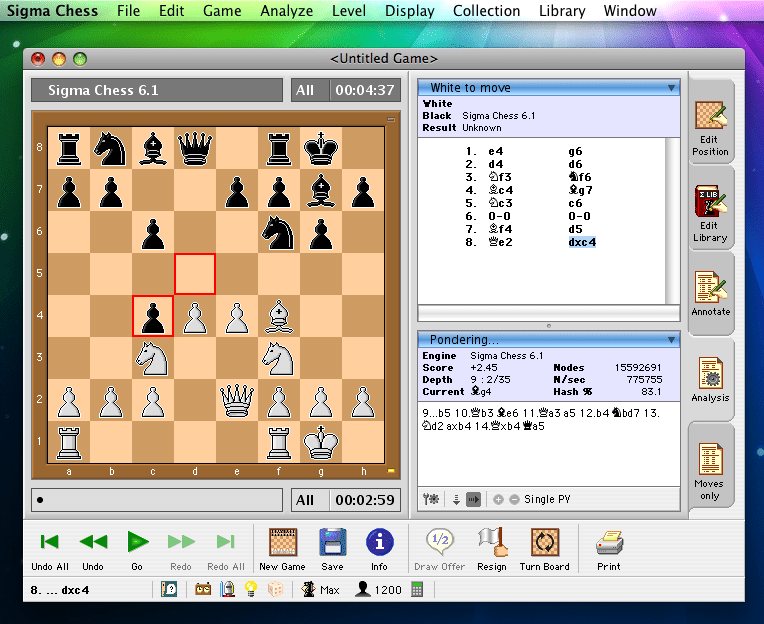 Sigma Chess File Edit Game Analyze Level Display Collection Library Window
<Untitled Game>
Sigma Chess 6.1 All 00:04:37
8
7
6
5
4
3
2
1
a b c d e f g h
• All 00:02:59
White to move
White
Black Sigma Chess 6.1
Result Unknown
1. e4 g6
2. d4 d6
3. ♘f3 ♞f6
4. ♗c4 ♝g7
5. ♘c3 c6
6. 0-0 0-0
7. ♗f4 d5
8. ♕e2 dxc4
Pondering...
Engine Sigma Chess 6.1
Score +2.45 Nodes 15592691
Depth 9 : 2/35 N/sec 775755
Current ♝g4 Hash % 83.1
9...b5 10.♕b3 ♝e6 11.♕a3 a5 12.b4 ♞bd7 13.
♘d2 axb4 14.♕xb4 ♛a5
Single PV
Edit
Position
Edit
Library
Annotate
Analysis
Moves
only
Undo All Undo Go Redo Redo All New Game Save Info 1/2 Draw Offer Resign Turn Board Print
8. ... dxc4 Max 1200